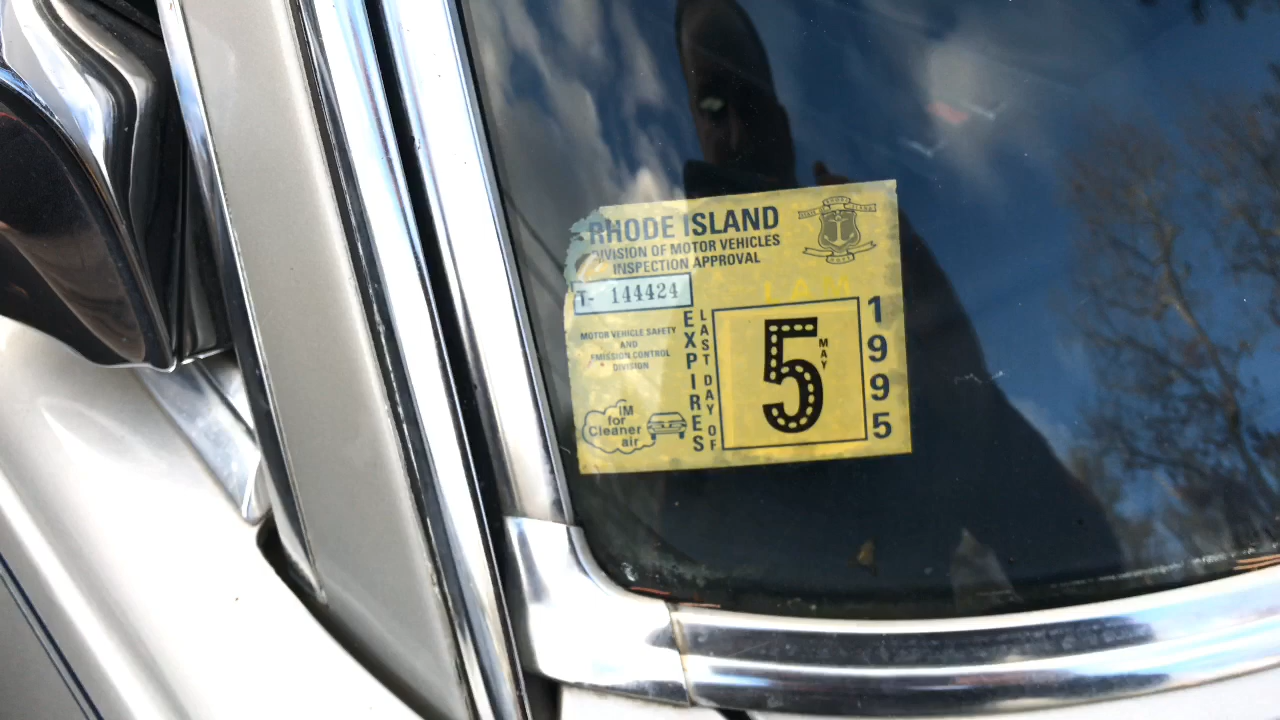 RHODE ISLAND
DIVISION OF MOTOR VEHICLES
INSPECTION APPROVAL
T- 144424
MOTOR VEHICLE SAFETY
AND
EMISSION CONTROL
DIVISION
IM
for
Cleaner
air
EXPIRES
LAST DAY OF
5
MAY
1995